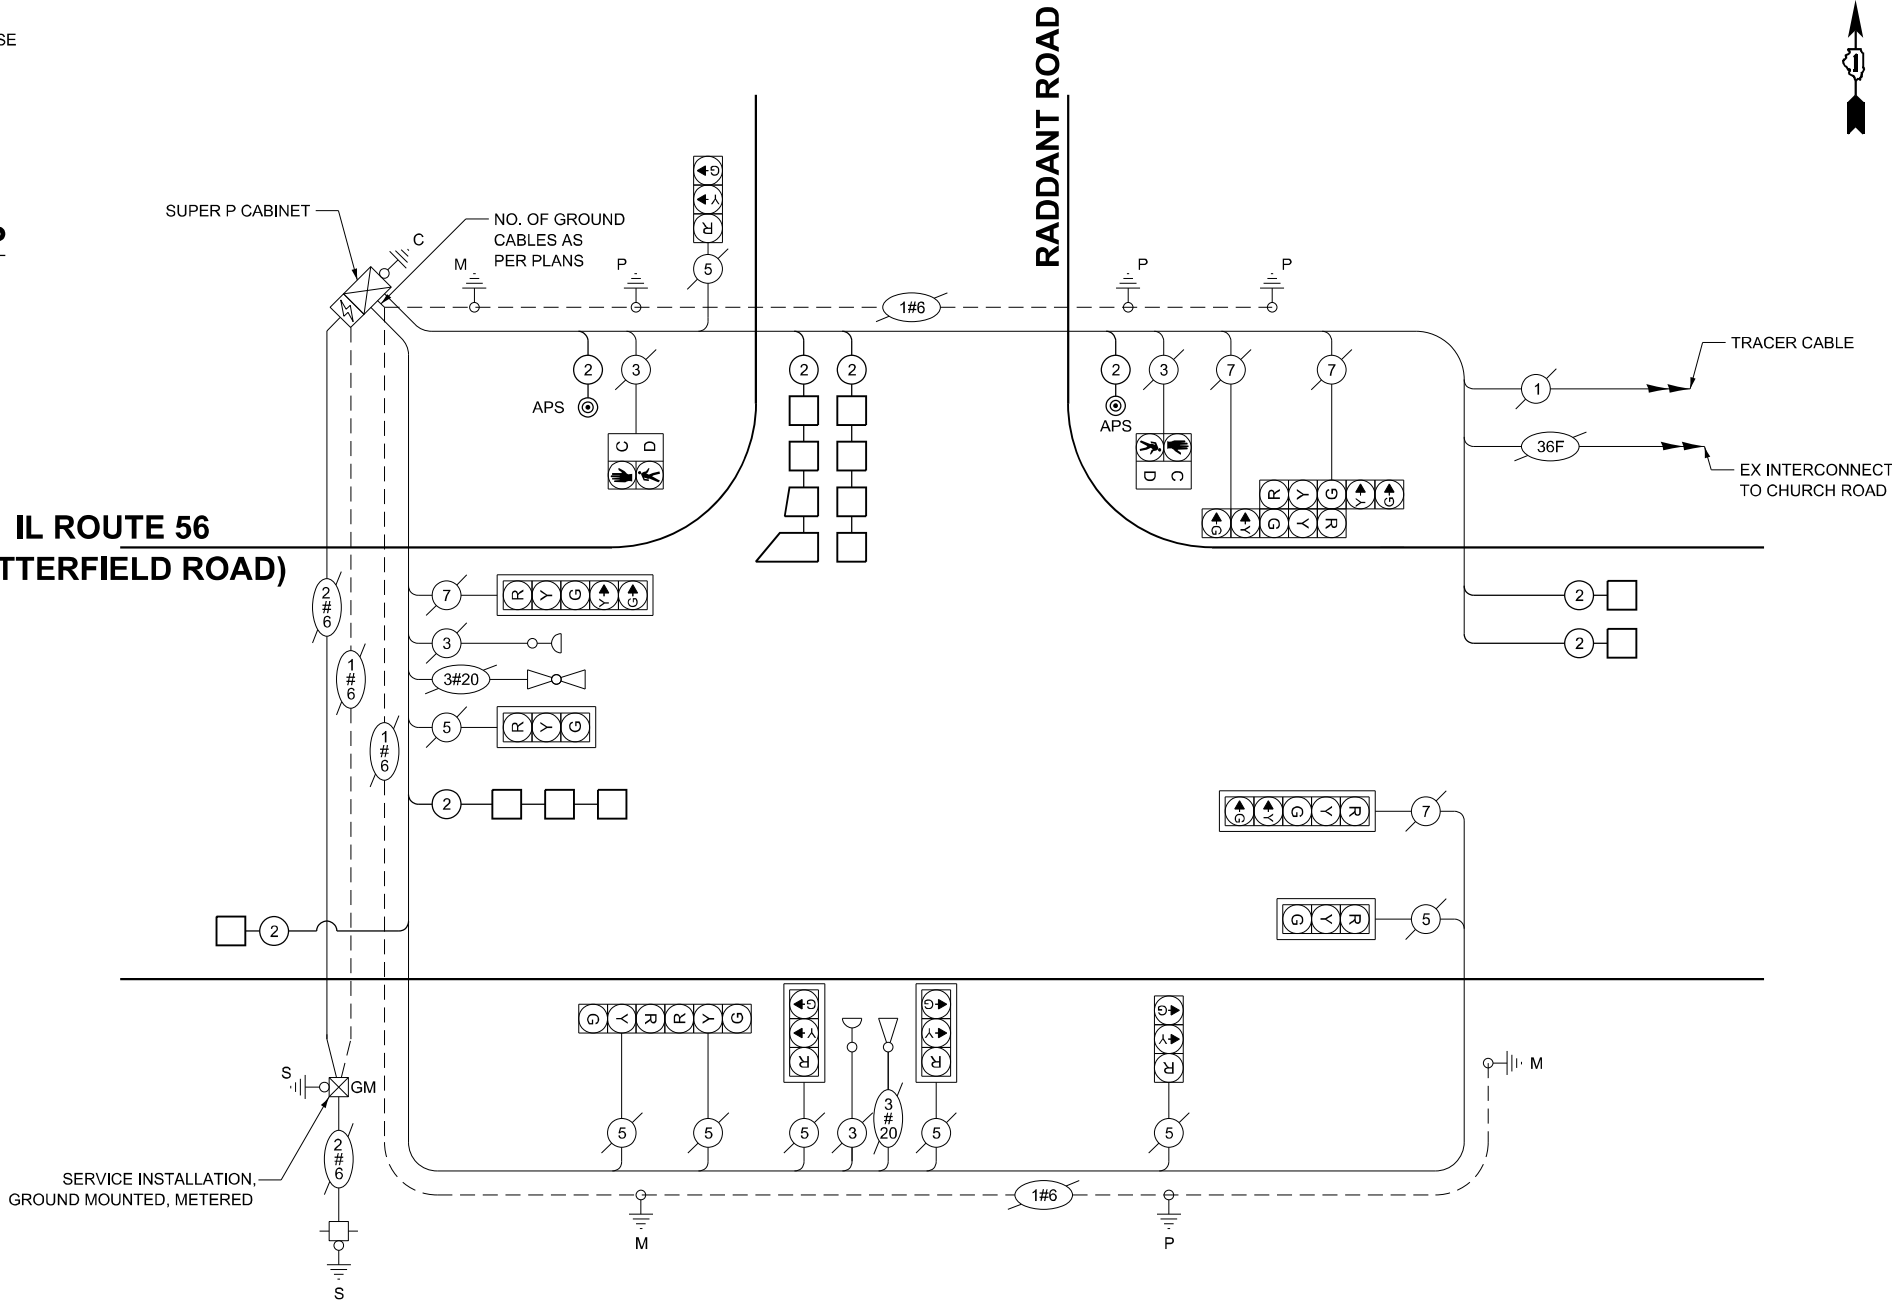 SE
P
RADDANT ROAD
1
SUPER P CABINET
C
NO. OF GROUND
CABLES AS
PER PLANS
G
Y
R
5
M
P
1#6
P
P
2
3
2
2
2
3
7
7
TRACER CABLE
1
APS
APS
C D
D C
36F
EX INTERCONNECT
TO CHURCH ROAD
R Y G Y G
G Y G Y R
IL ROUTE 56
TTERFIELD ROAD)
2
#
6
7
R Y G Y G
3
1
#
6
3#20
5
R Y G
1
#
6
2
2
2
G Y G Y R
7
2
G Y R
5
G Y R R Y G
G
Y
R
G
Y
R
G
Y
R
5
5
5
3
3
#
20
5
5
M
S
GM
2
#
6
SERVICE INSTALLATION,
GROUND MOUNTED, METERED
1#6
M
P
S